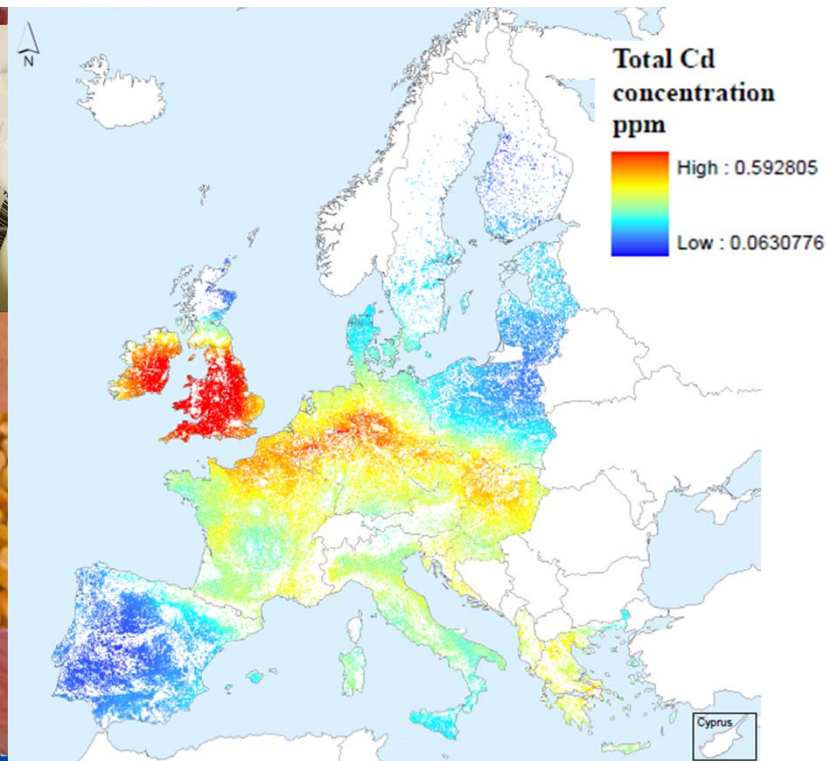 N
Total Cd
concentration
ppm
High : 0.592805
Low : 0.0630776
Cyprus